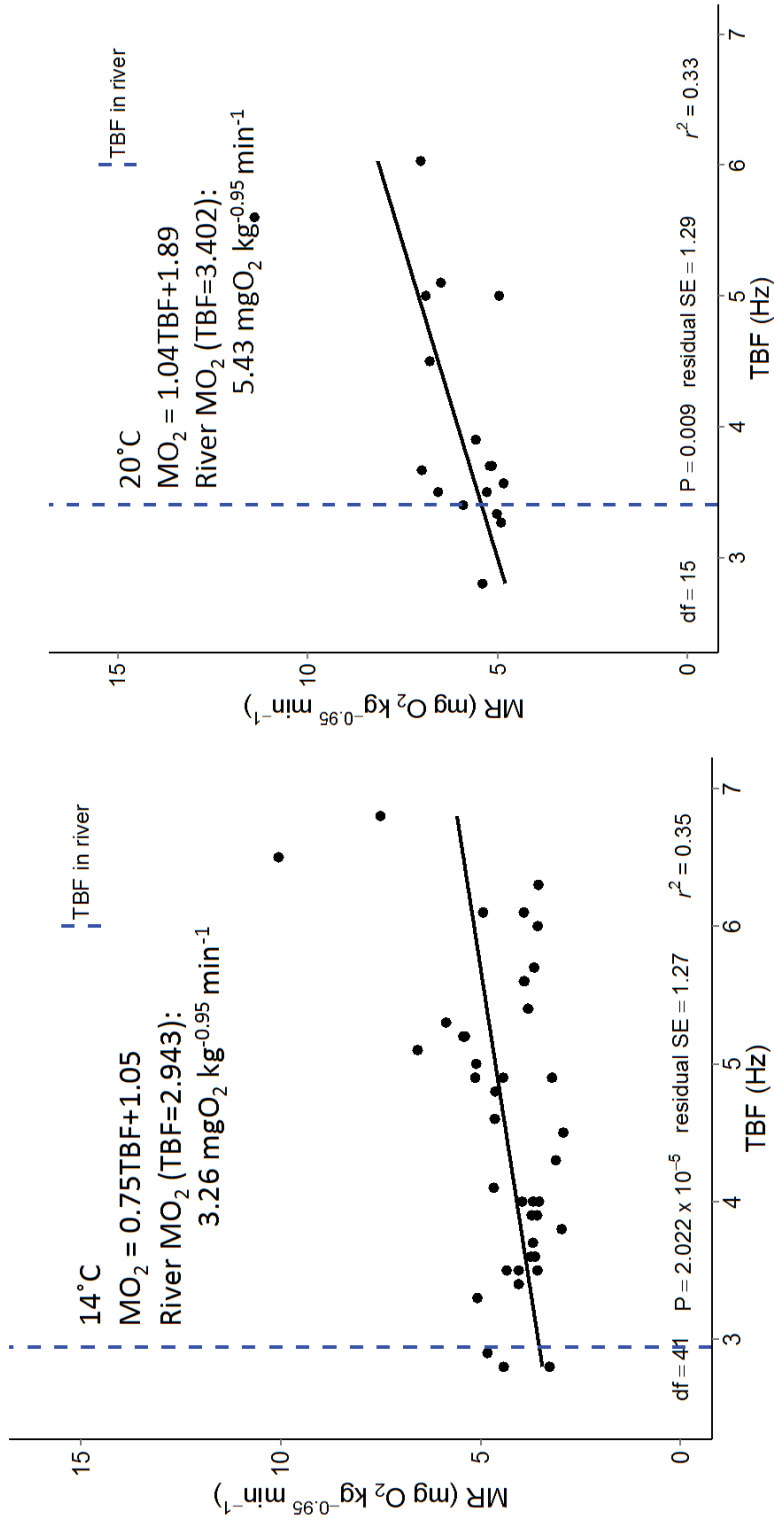 15
10
5
0
MR (mg O₂ kg⁻⁰·⁹⁵ min⁻¹)
14°C
MO₂ = 0.75TBF+1.05
River MO₂ (TBF=2.943):
3.26 mgO₂ kg⁻⁰·⁹⁵ min⁻¹
TBF in river
df = 41 P = 2.022 x 10⁻⁵ residual SE = 1.27 r² = 0.35
3 4 5 6 7
TBF (Hz)
15
10
5
0
MR (mg O₂ kg⁻⁰·⁹⁵ min⁻¹)
20°C
MO₂ = 1.04TBF+1.89
River MO₂ (TBF=3.402):
5.43 mgO₂ kg⁻⁰·⁹⁵ min⁻¹
TBF in river
df = 15 P = 0.009 residual SE = 1.29 r² = 0.33
3 4 5 6 7
TBF (Hz)